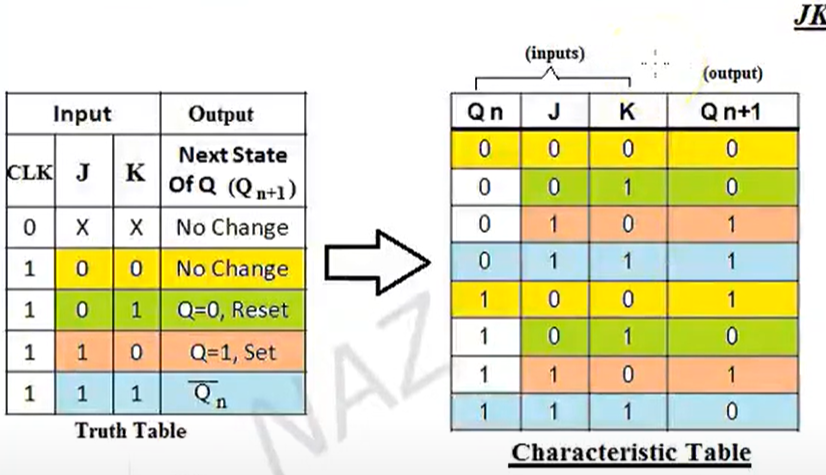 JK
Input Output
CLK J K Next State Of Q (Q n+1)
0 X X No Change
1 0 0 No Change
1 0 1 Q=0, Reset
1 1 0 Q=1, Set
1 1 1 Q̅n
Truth Table
(inputs)
(output)
Qn J K Qn+1
0 0 0 0
0 0 1 0
0 1 0 1
0 1 1 1
1 0 0 1
1 0 1 0
1 1 0 1
1 1 1 0
Characteristic Table
NAZ